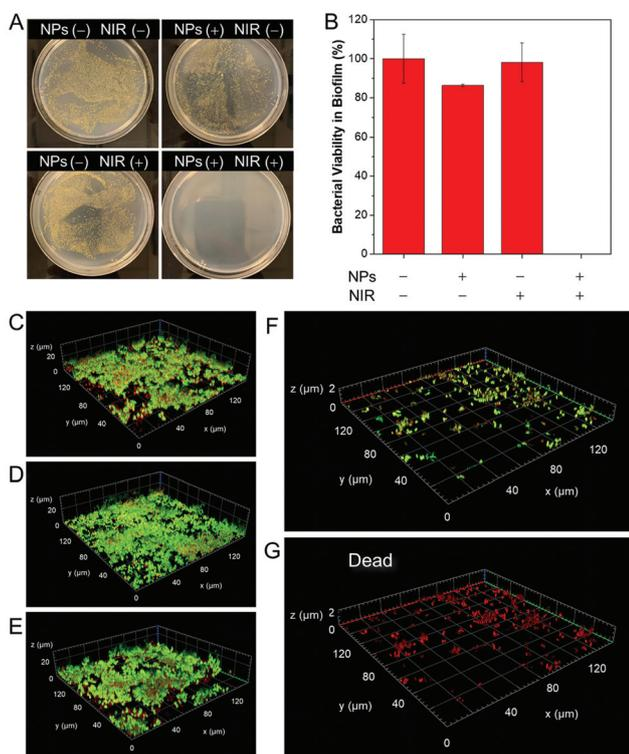 A
NPs (−) NIR (−)
NPs (+) NIR (−)
NPs (−) NIR (+)
NPs (+) NIR (+)
B
Bacterial Viability in Biofilm (%)
120
100
80
60
40
20
0
NPs − + − +
NIR − − + +
C
z (µm)
20
0
120
80
y (µm)
40
0
40
x (µm)
80
120
D
z (µm)
20
0
120
80
y (µm)
40
0
40
x (µm)
80
120
E
z (µm)
20
0
120
80
y (µm)
40
0
40
x (µm)
80
120
F
z (µm)
2
0
120
80
y (µm)
40
0
40
x (µm)
80
120
G
Dead
z (µm)
2
0
120
80
y (µm)
40
0
40
x (µm)
80
120